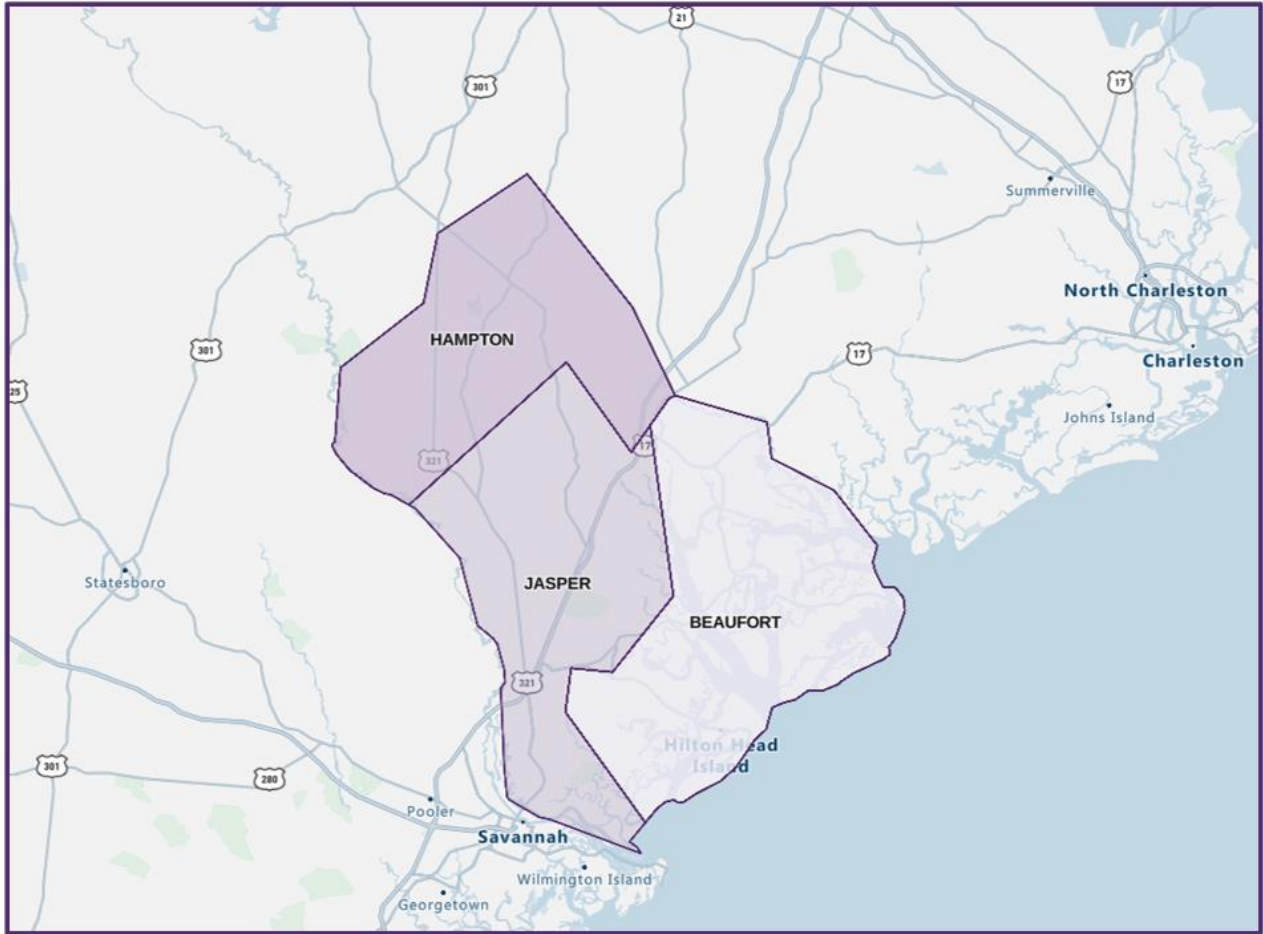 21
17
301
Summerville
North Charleston
HAMPTON
301
17
Charleston
25
Johns Island
17
321
Statesboro
JASPER
BEAUFORT
321
Hilton Head
Island
301
280
Pooler
Savannah
Wilmington Island
Georgetown